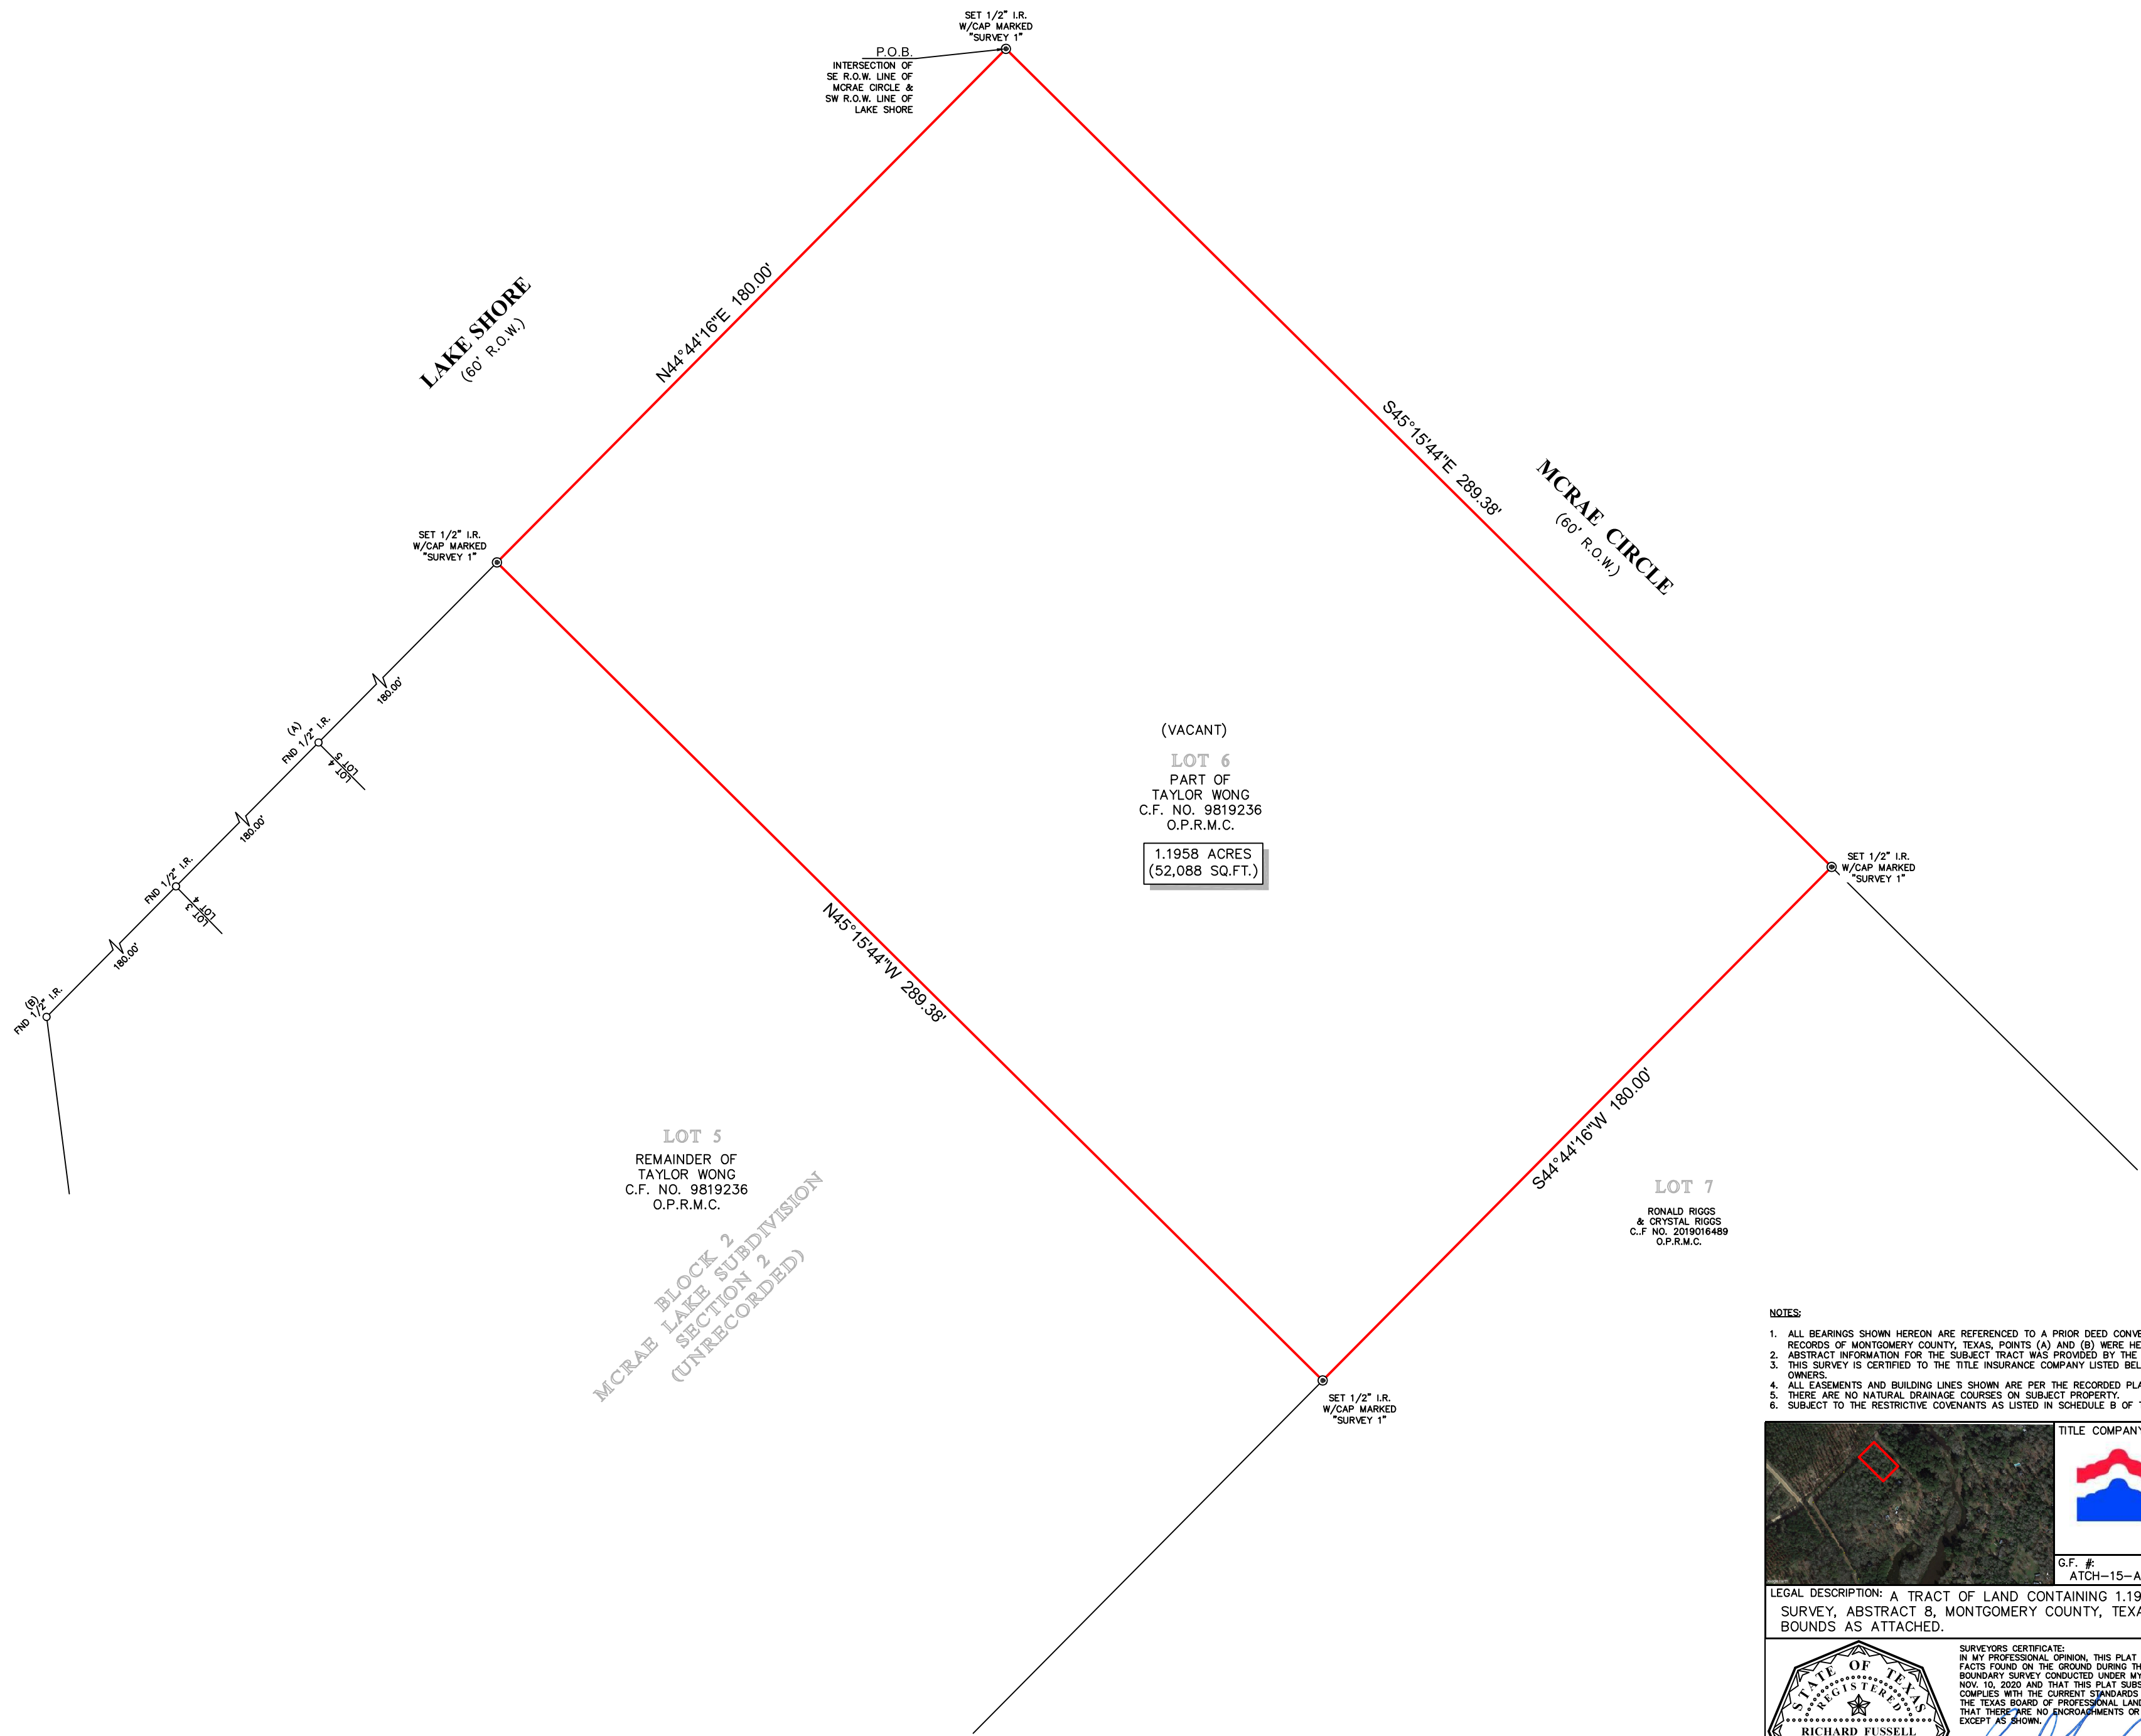 SET 1/2" I.R.
W/CAP MARKED
"SURVEY 1"
P.O.B.
INTERSECTION OF
SE R.O.W. LINE OF
MCRAE CIRCLE &
SW R.O.W. LINE OF
LAKE SHORE
N44°44'16"E 180.00'
LAKE SHORE
(60' R.O.W.)
S45°15'44"E 289.38'
MCRAE CIRCLE
(60' R.O.W.)
SET 1/2" I.R.
W/CAP MARKED
"SURVEY 1"
180.00'
(A)
FND 1/2" I.R.
LOT 5
LOT 4
180.00'
FND 1/2" I.R.
LOT 4
LOT 3
180.00'
(B)
FND 1/2" I.R.
(VACANT)
LOT 6
PART OF
TAYLOR WONG
C.F. NO. 9819236
O.P.R.M.C.
1.1958 ACRES
(52,088 SQ.FT.)
SET 1/2" I.R.
W/CAP MARKED
"SURVEY 1"
N45°15'44"W 289.38'
S44°44'16"W 180.00'
LOT 5
REMAINDER OF
TAYLOR WONG
C.F. NO. 9819236
O.P.R.M.C.
BLOCK 2
MCRAE LAKE SUBDIVISION
SECTION 2
(UNRECORDED)
LOT 7
RONALD RIGGS
& CRYSTAL RIGGS
C..F NO. 2019016489
O.P.R.M.C.
SET 1/2" I.R.
W/CAP MARKED
"SURVEY 1"
NOTES:
1. ALL BEARINGS SHOWN HEREON ARE REFERENCED TO A PRIOR DEED CONVE
RECORDS OF MONTGOMERY COUNTY, TEXAS, POINTS (A) AND (B) WERE HE
2. ABSTRACT INFORMATION FOR THE SUBJECT TRACT WAS PROVIDED BY THE
3. THIS SURVEY IS CERTIFIED TO THE TITLE INSURANCE COMPANY LISTED BEL
OWNERS.
4. ALL EASEMENTS AND BUILDING LINES SHOWN ARE PER THE RECORDED PLA
5. THERE ARE NO NATURAL DRAINAGE COURSES ON SUBJECT PROPERTY.
6. SUBJECT TO THE RESTRICTIVE COVENANTS AS LISTED IN SCHEDULE B OF T
TITLE COMPANY
G.F. #:
ATCH-15-A
LEGAL DESCRIPTION: A TRACT OF LAND CONTAINING 1.19
SURVEY, ABSTRACT 8, MONTGOMERY COUNTY, TEXA
BOUNDS AS ATTACHED.
STATE OF TEXAS
REGISTERED
RICHARD FUSSELL
SURVEYORS CERTIFICATE:
IN MY PROFESSIONAL OPINION, THIS PLAT
FACTS FOUND ON THE GROUND DURING TH
BOUNDARY SURVEY CONDUCTED UNDER MY
NOV. 10, 2020 AND THAT THIS PLAT SUBS
COMPLIES WITH THE CURRENT STANDARDS
THE TEXAS BOARD OF PROFESSIONAL LAND
THAT THERE ARE NO ENCROACHMENTS OR
EXCEPT AS SHOWN.